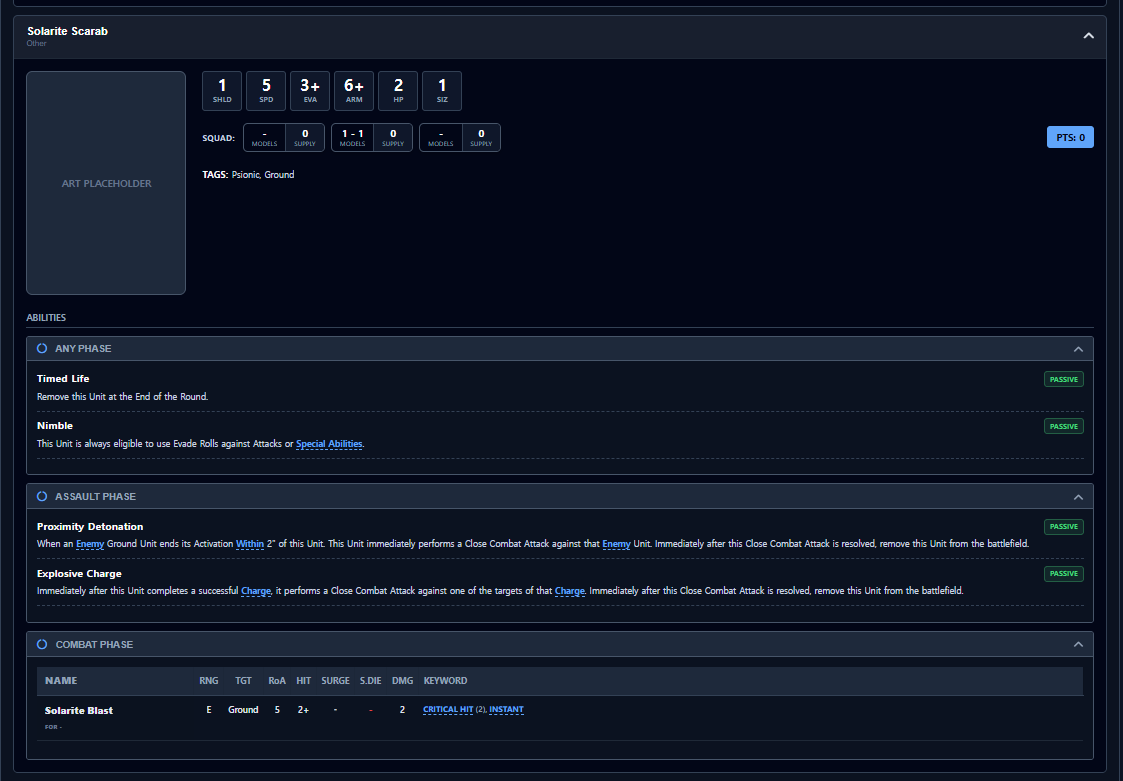 Solarite Scarab
Other
ART PLACEHOLDER
1 5 3+ 6+ 2 1
SHLD SPD EVA ARM HP SIZ
SQUAD: - MODELS 0 SUPPLY 1 - 1 MODELS 0 SUPPLY - MODELS 0 SUPPLY
PTS: 0
TAGS: Psionic, Ground
ABILITIES
ANY PHASE
Timed Life PASSIVE
Remove this Unit at the End of the Round.
Nimble PASSIVE
This Unit is always eligible to use Evade Rolls against Attacks or Special Abilities.
ASSAULT PHASE
Proximity Detonation PASSIVE
When an Enemy Ground Unit ends its Activation Within 2" of this Unit. This Unit immediately performs a Close Combat Attack against that Enemy Unit. Immediately after this Close Combat Attack is resolved, remove this Unit from the battlefield.
Explosive Charge PASSIVE
Immediately after this Unit completes a successful Charge, it performs a Close Combat Attack against one of the targets of that Charge. Immediately after this Close Combat Attack is resolved, remove this Unit from the battlefield.
COMBAT PHASE
NAME RNG TGT RoA HIT SURGE S.DIE DMG KEYWORD
Solarite Blast E Ground 5 2+ - - 2 CRITICAL HIT (2), INSTANT
FOR -